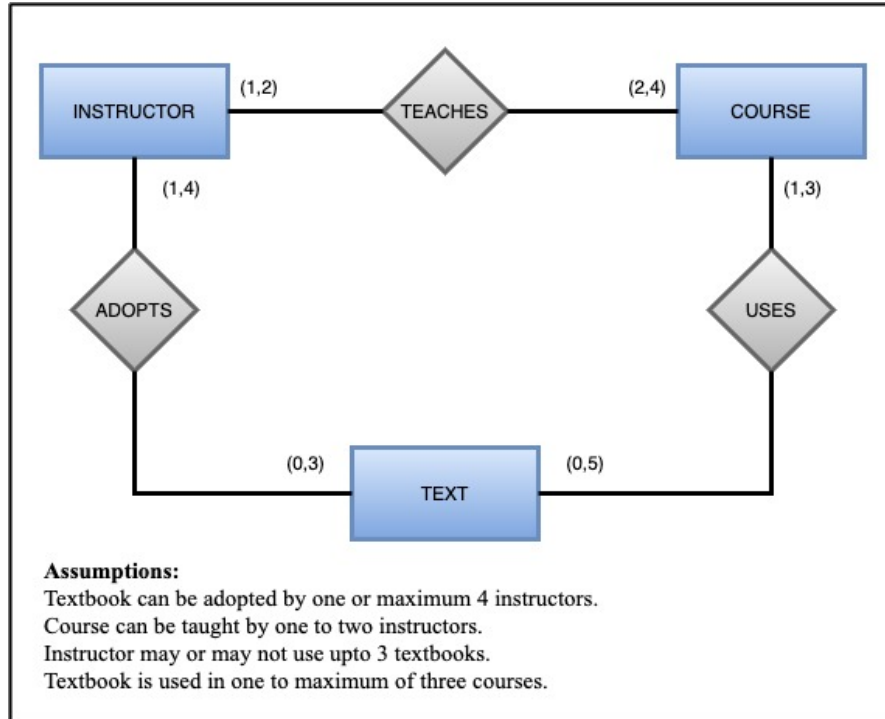 (1,2)
(2,4)
INSTRUCTOR
TEACHES
COURSE
(1,4)
(1,3)
ADOPTS
USES
(0,3)
(0,5)
TEXT
Assumptions:
Textbook can be adopted by one or maximum 4 instructors.
Course can be taught by one to two instructors.
Instructor may or may not use upto 3 textbooks.
Textbook is used in one to maximum of three courses.